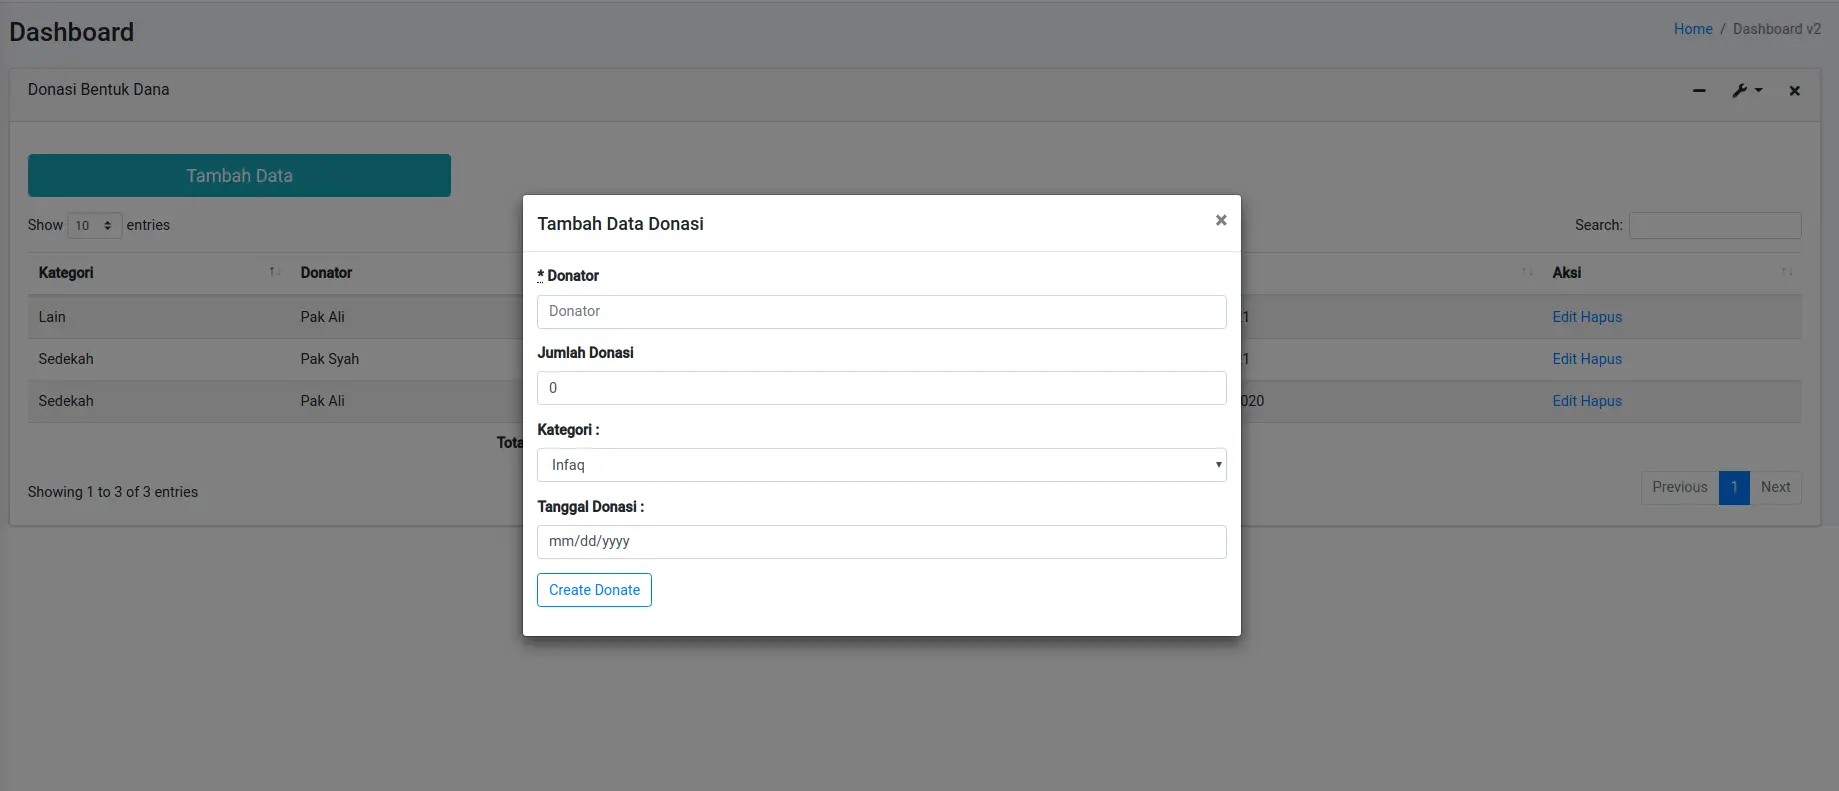 Dashboard
Home / Dashboard v2
Donasi Bentuk Dana
Tambah Data
Show 10 entries
Search:
Kategori Donator Aksi
Lain Pak Ali Edit Hapus
Sedekah Pak Syah Edit Hapus
Sedekah Pak Ali 020 Edit Hapus
Showing 1 to 3 of 3 entries
Previous 1 Next
Tambah Data Donasi
×
* Donator
Donator
Jumlah Donasi
0
Kategori :
Infaq
Tanggal Donasi :
mm/dd/yyyy
Create Donate